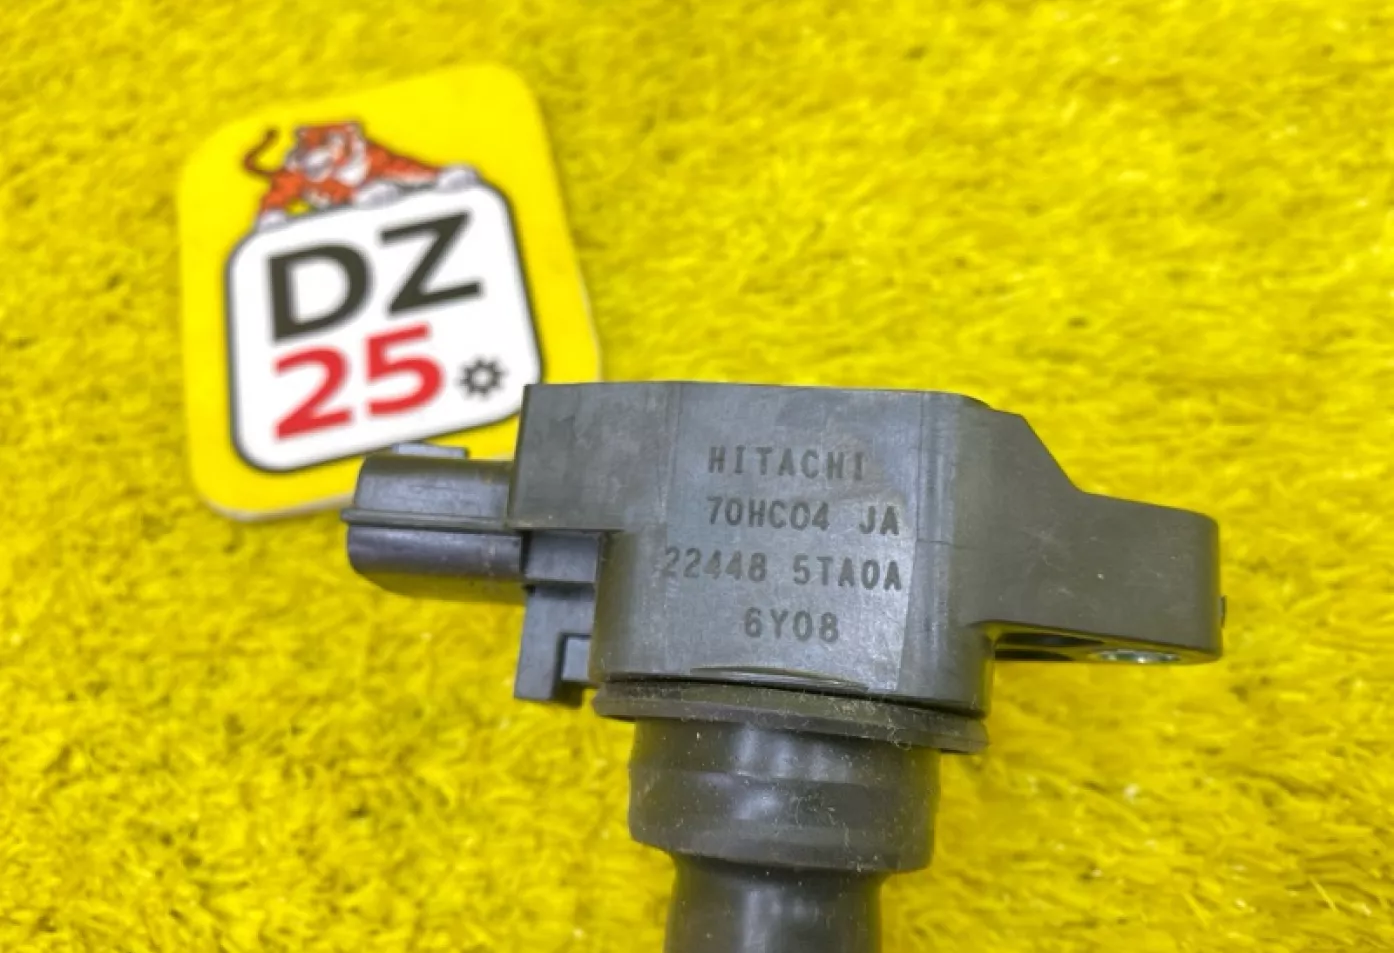 DZ
25
HITACHI
70HC04 JA
22448 5TA0A
6Y08